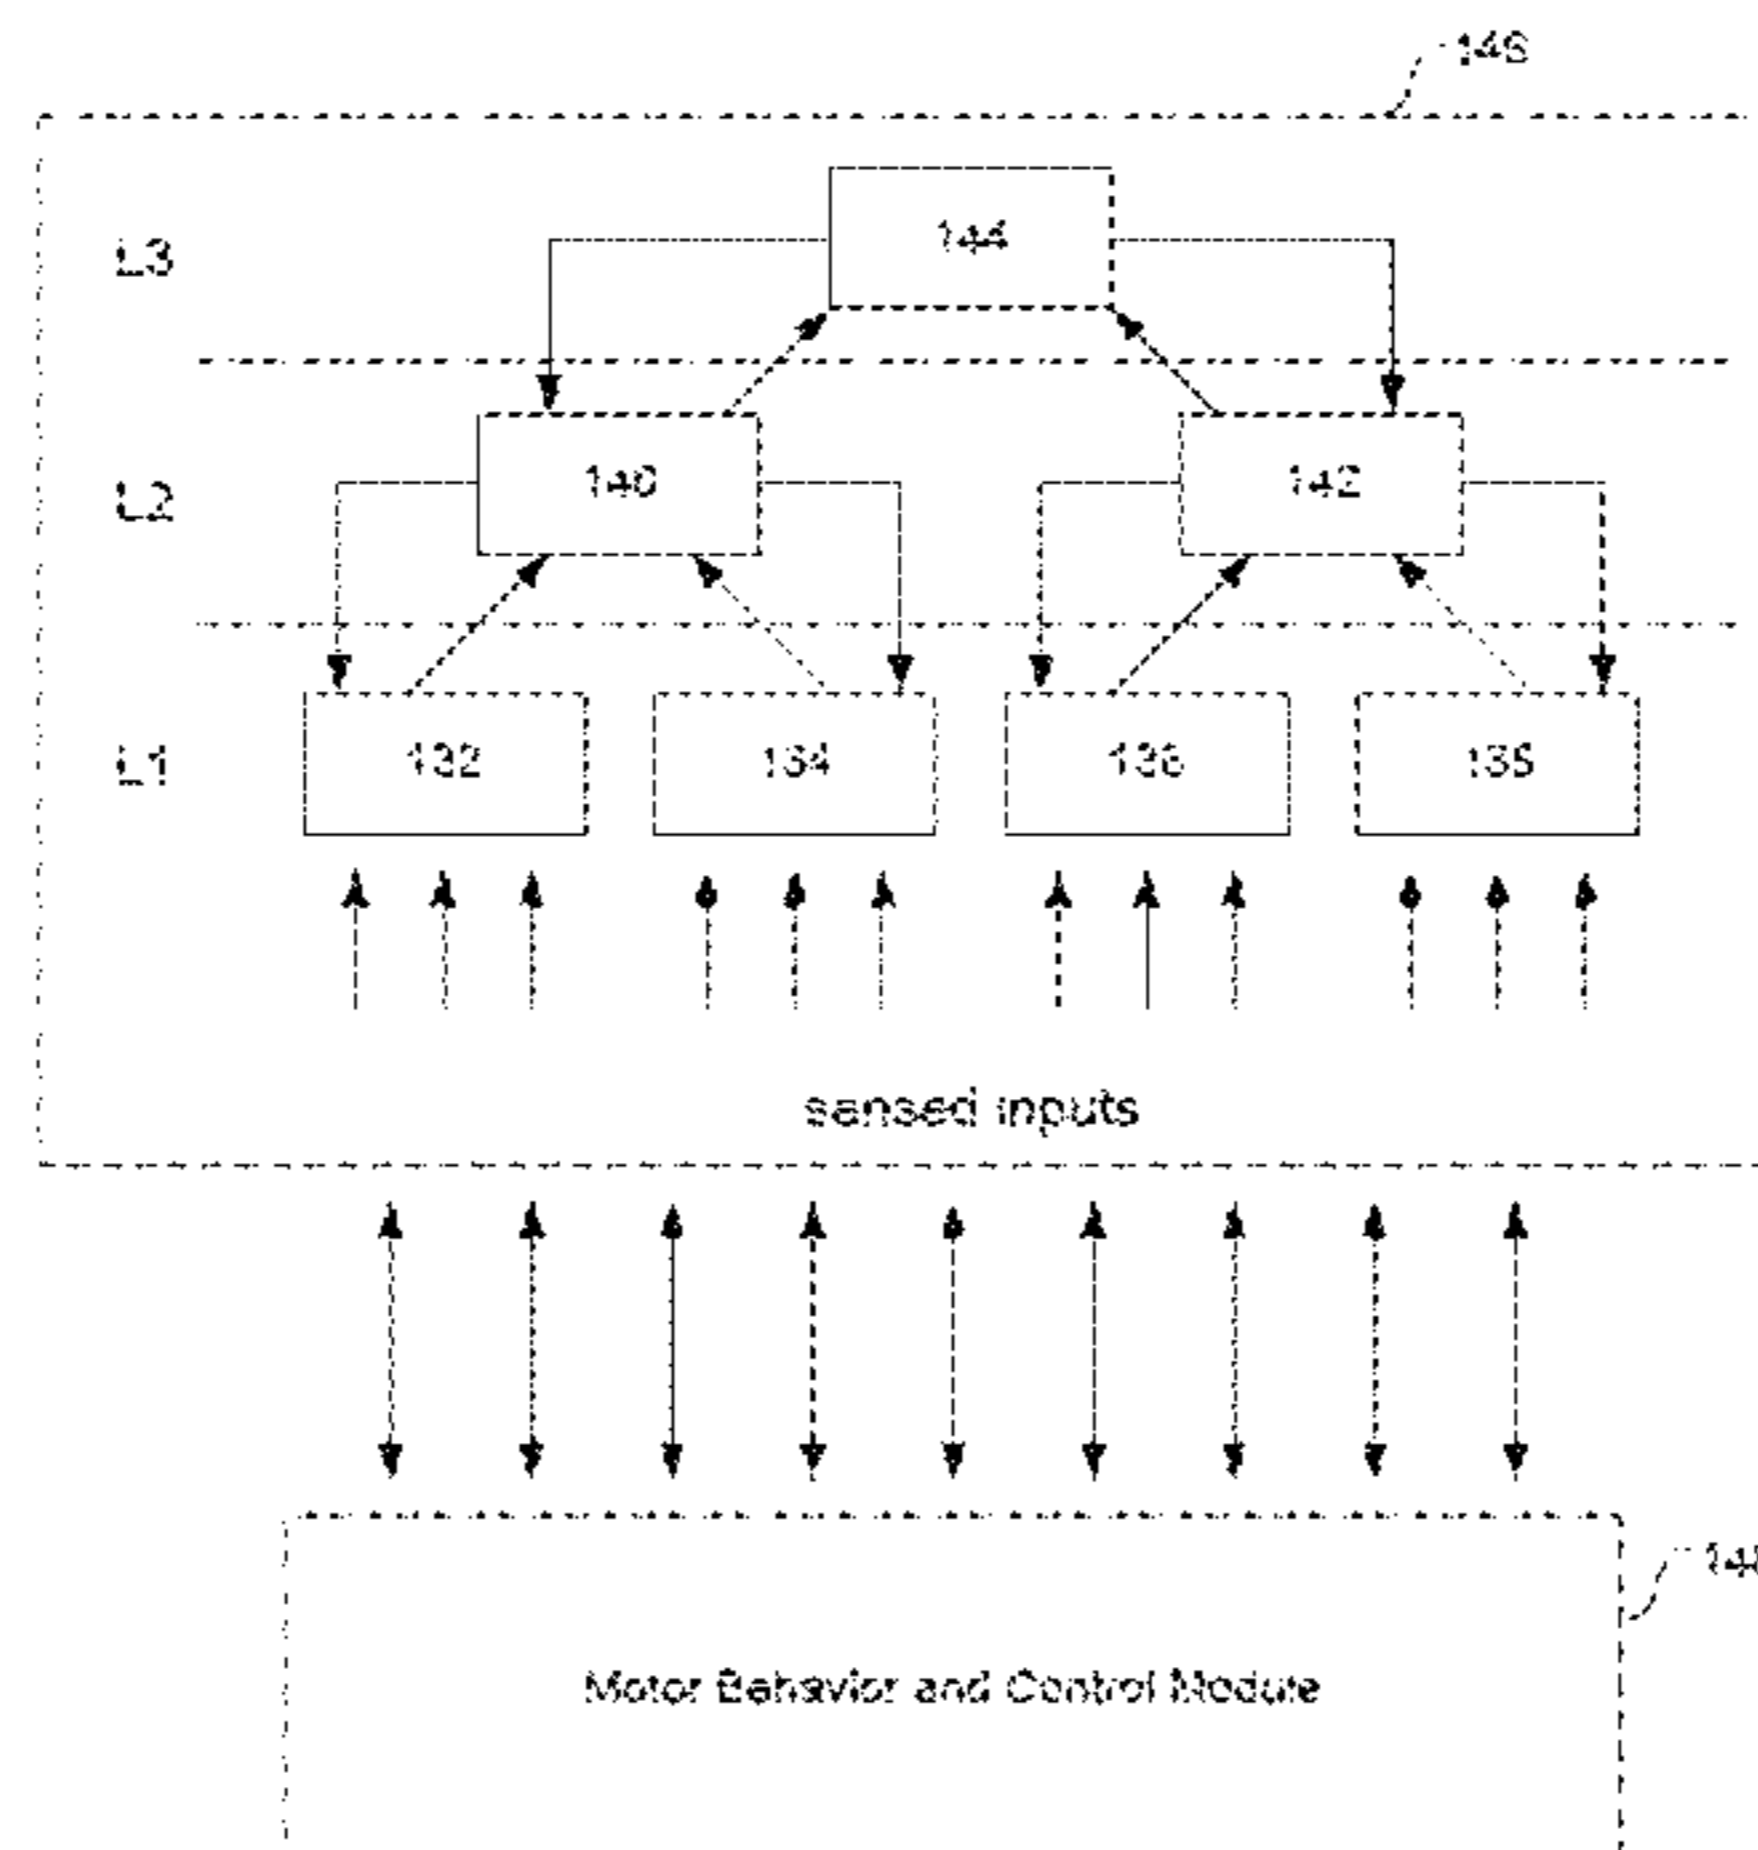 146
L3
144
L2
140
142
L1
132
134
136
138
sensed inputs
Motor Behavior and Control Module